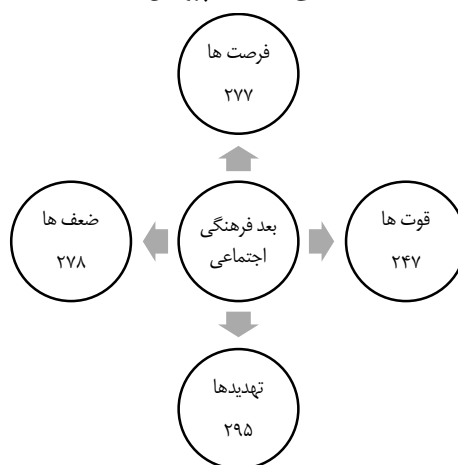 فرصت ها
۲۷۷
قوت ها
۲۴۷
بعد فرهنگی
اجتماعی
ضعف ها
۲۷۸
تهدیدها
۲۹۵